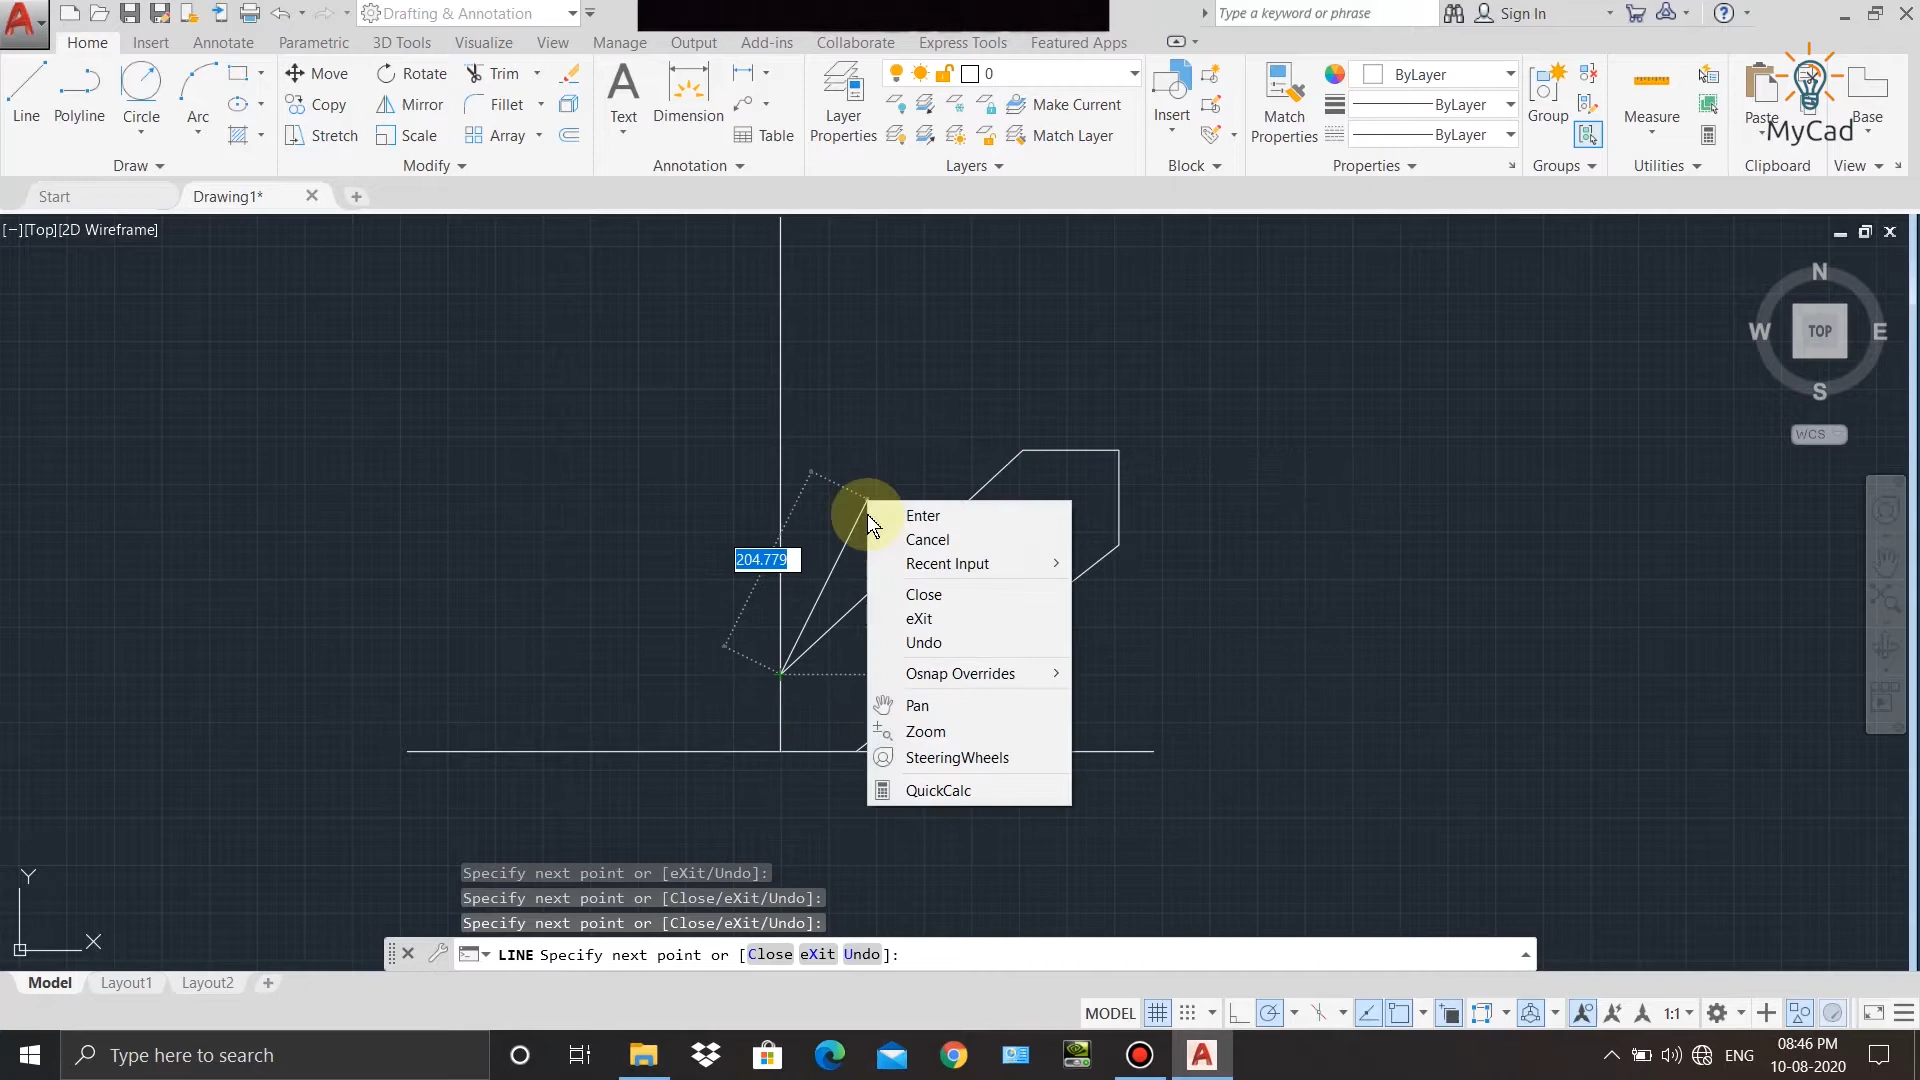 Drafting & Annotation
Type a keyword or phrase
Sign In
Home
Insert
Annotate
Parametric
3D Tools
Visualize
View
Manage
Output
Add-ins
Collaborate
Express Tools
Featured Apps
Line
Polyline
Circle
Arc
Draw
Move
Rotate
Trim
Copy
Mirror
Fillet
Stretch
Scale
Array
Modify
Text
Dimension
Table
Annotation
Layer
Properties
0
Make Current
Match Layer
Layers
Insert
Block
Match
Properties
ByLayer
ByLayer
ByLayer
Properties
Group
Groups
Measure
Utilities
Paste
MyCad
Clipboard
Base
View
Start
Drawing1*
[−][Top][2D Wireframe]
N
W
TOP
E
S
WCS
204.779
Enter
Cancel
Recent Input
Close
eXit
Undo
Osnap Overrides
Pan
Zoom
SteeringWheels
QuickCalc
Y
X
Specify next point or [eXit/Undo]:
Specify next point or [Close/eXit/Undo]:
Specify next point or [Close/eXit/Undo]:
LINE Specify next point or [Close eXit Undo]:
Model
Layout1
Layout2
MODEL
1:1
Type here to search
ENG
08:46 PM
10-08-2020